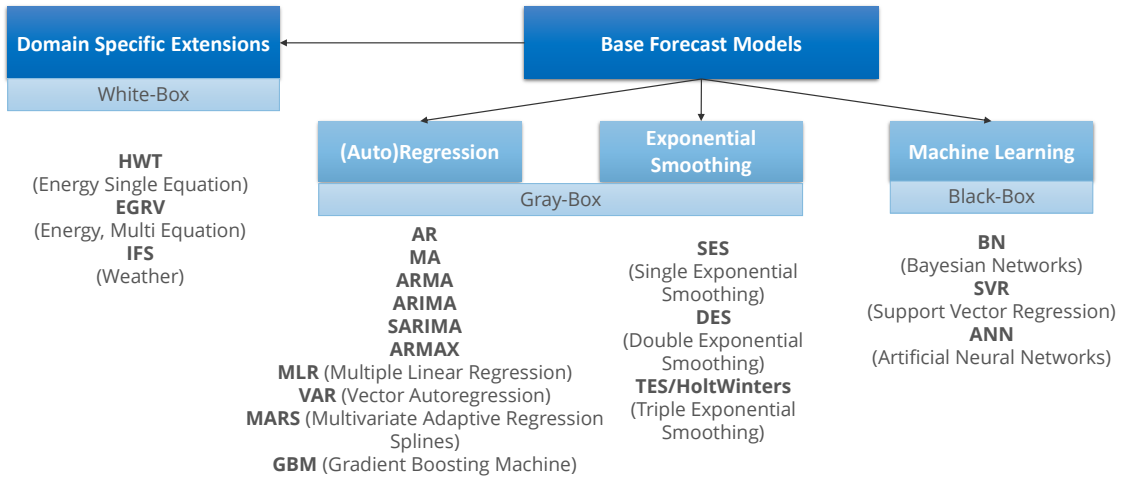 Domain Specific Extensions
Base Forecast Models
White-Box
(Auto)Regression
Exponential
Smoothing
Machine Learning
Gray-Box
Black-Box
HWT
(Energy Single Equation)
EGRV
(Energy, Multi Equation)
IFS
(Weather)
AR
MA
ARMA
ARIMA
SARIMA
ARMAX
MLR (Multiple Linear Regression)
VAR (Vector Autoregression)
MARS (Multivariate Adaptive Regression
Splines)
GBM (Gradient Boosting Machine)
SES
(Single Exponential
Smoothing)
DES
(Double Exponential
Smoothing)
TES/HoltWinters
(Triple Exponential
Smoothing)
BN
(Bayesian Networks)
SVR
(Support Vector Regression)
ANN
(Artificial Neural Networks)